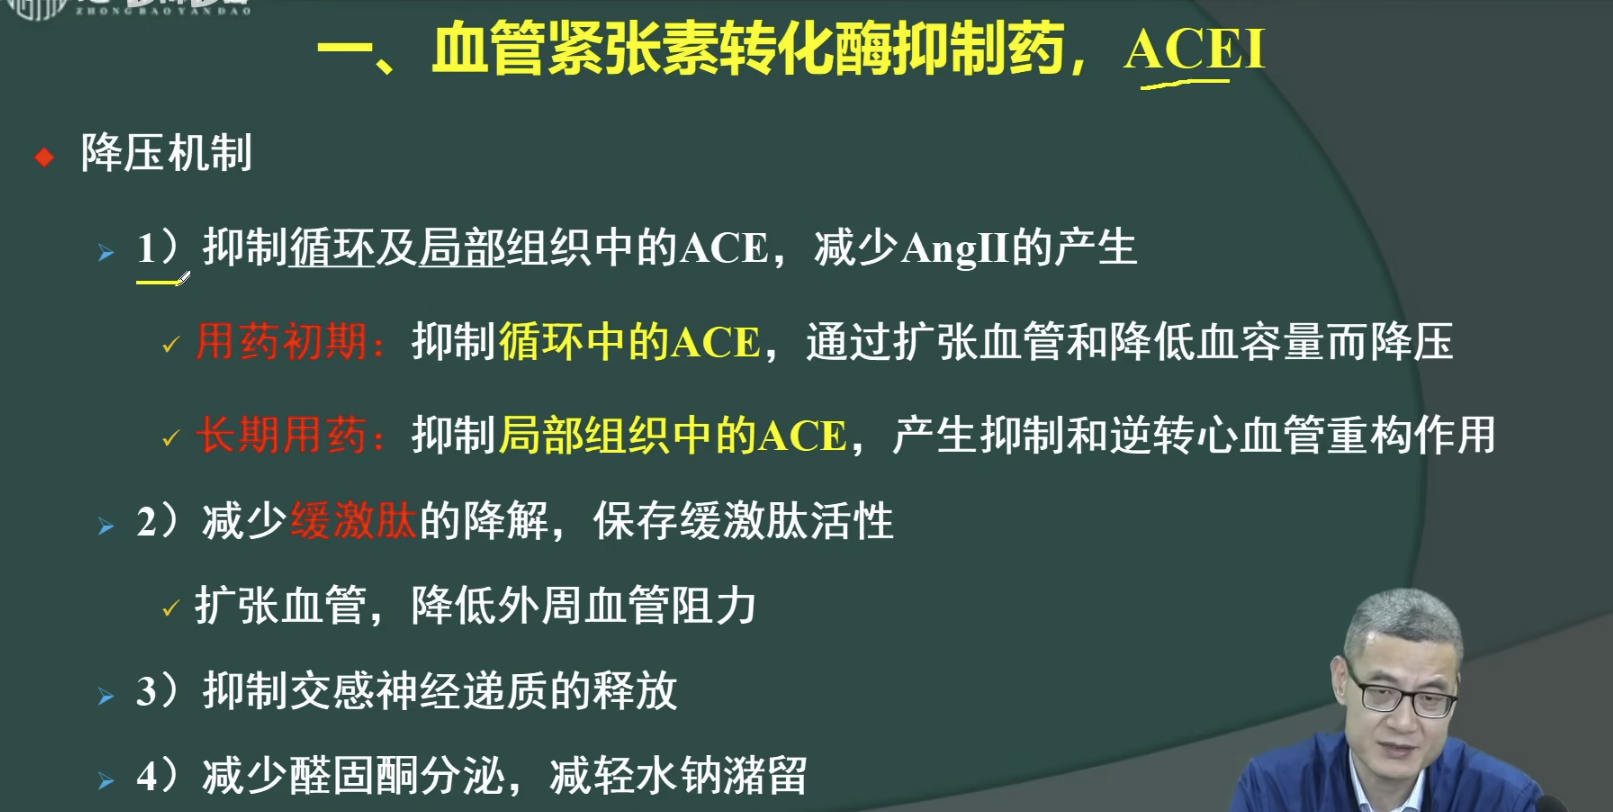 ZHONGBAOYANDAO
一、血管紧张素转化酶抑制药，ACEI
降压机制
1）抑制循环及局部组织中的ACE，减少AngII的产生
用药初期：抑制循环中的ACE，通过扩张血管和降低血容量而降压
长期用药：抑制局部组织中的ACE，产生抑制和逆转心血管重构作用
2）减少缓激肽的降解，保存缓激肽活性
扩张血管，降低外周血管阻力
3）抑制交感神经递质的释放
4）减少醛固酮分泌，减轻水钠潴留